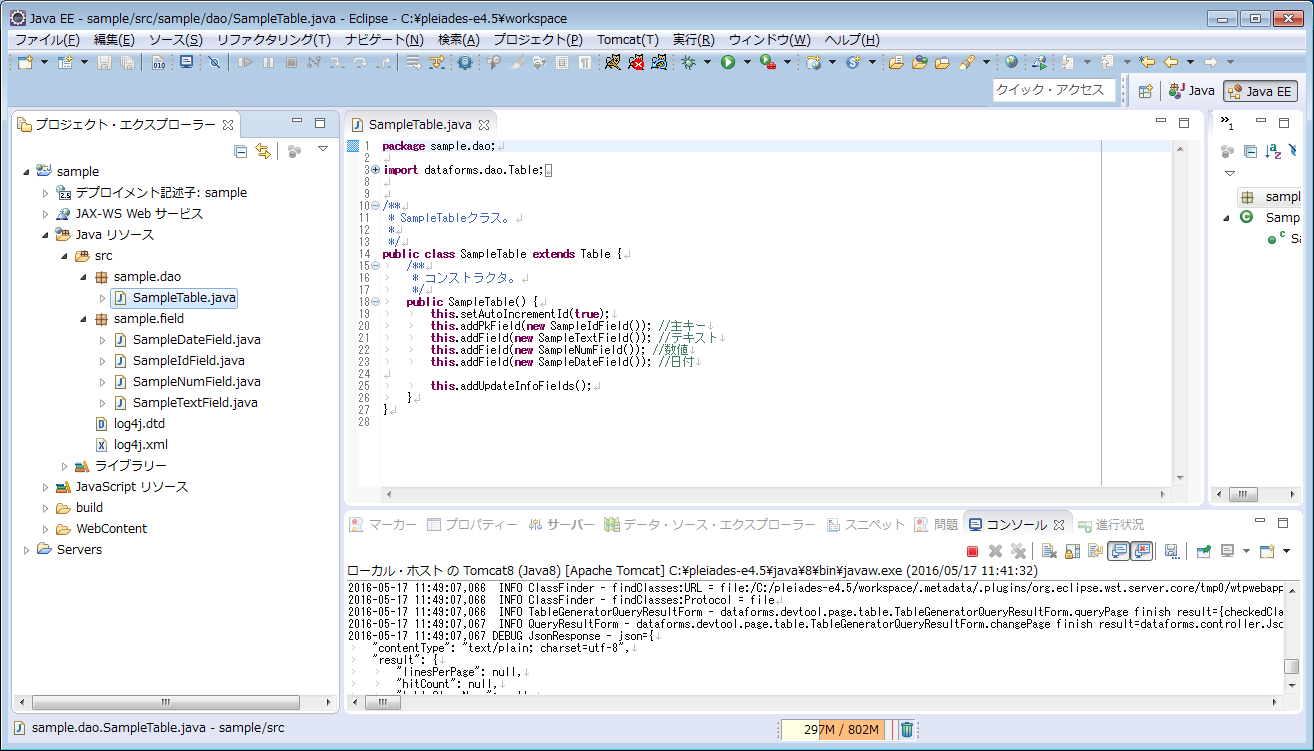 Java EE - sample/src/sample/dao/SampleTable.java - Eclipse - C:¥pleiades-e4.5¥workspace
ファイル(F) 編集(E) ソース(S) リファクタリング(T) ナビゲート(N) 検索(A) プロジェクト(P) Tomcat(T) 実行(R) ウィンドウ(W) ヘルプ(H)
クイック・アクセス
Java
Java EE
プロジェクト・エクスプローラー
sample
デプロイメント記述子: sample
JAX-WS Web サービス
Java リソース
src
sample.dao
SampleTable.java
sample.field
SampleDateField.java
SampleIdField.java
SampleNumField.java
SampleTextField.java
log4j.dtd
log4j.xml
ライブラリー
JavaScript リソース
build
WebContent
Servers
SampleTable.java
1 package sample.dao;
2
3 import dataforms.dao.Table;
8
9
10 /**
11 * SampleTableクラス。
12 *
13 */
14 public class SampleTable extends Table {
15 /**
16 * コンストラクタ。
17 */
18 public SampleTable() {
19 this.setAutoIncrementId(true);
20 this.addPkField(new SampleIdField()); //主キー
21 this.addField(new SampleTextField()); //テキスト
22 this.addField(new SampleNumField()); //数値
23 this.addField(new SampleDateField()); //日付
24
25 this.addUpdateInfoFields();
26 }
27 }
28
»1
sampl
Samp
マーカー プロパティー サーバー データ・ソース・エクスプローラー スニペット 問題 コンソール 進行状況
ローカル・ホスト の Tomcat8 (Java8) [Apache Tomcat] C:¥pleiades-e4.5¥java¥8¥bin¥javaw.exe (2016/05/17 11:41:32)
2016-05-17 11:49:07,066 INFO ClassFinder - findClasses:URL = file:/C:/pleiades-e4.5/workspace/.metadata/.plugins/org.eclipse.wst.server.core/tmp0/wtpwebapp
2016-05-17 11:49:07,066 INFO ClassFinder - findClasses:Protocol = file
2016-05-17 11:49:07,066 INFO TableGeneratorQueryResultForm - dataforms.devtool.page.table.TableGeneratorQueryResultForm.queryPage finish result={checkedCla
2016-05-17 11:49:07,067 INFO QueryResultForm - dataforms.devtool.page.table.TableGeneratorQueryResultForm.changePage finish result=dataforms.controller.Jso
2016-05-17 11:49:07,067 DEBUG JsonResponse - json={
"contentType": "text/plain; charset=utf-8",
"result": {
"linesPerPage": null,
"hitCount": null,
sample.dao.SampleTable.java - sample/src
297M / 802M